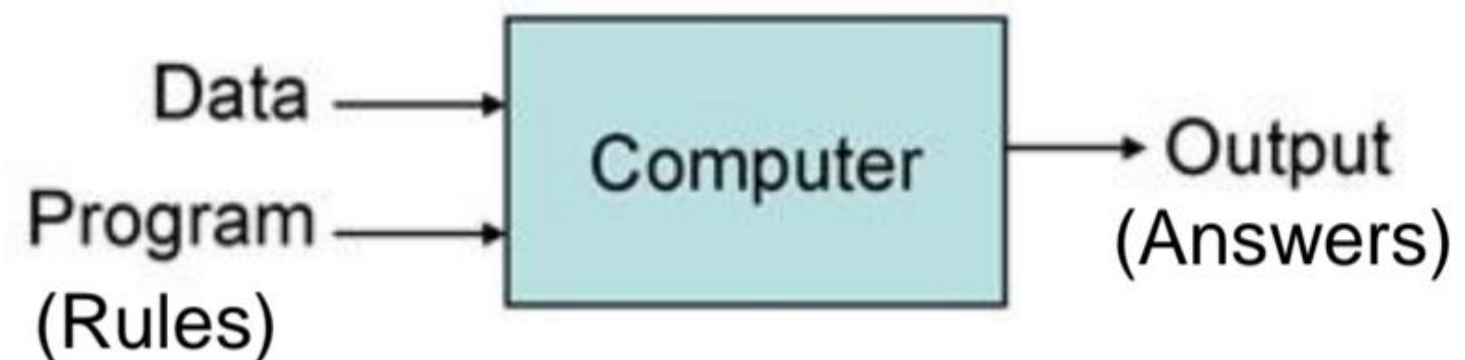 Data
Program
(Rules)
Computer
Output
(Answers)